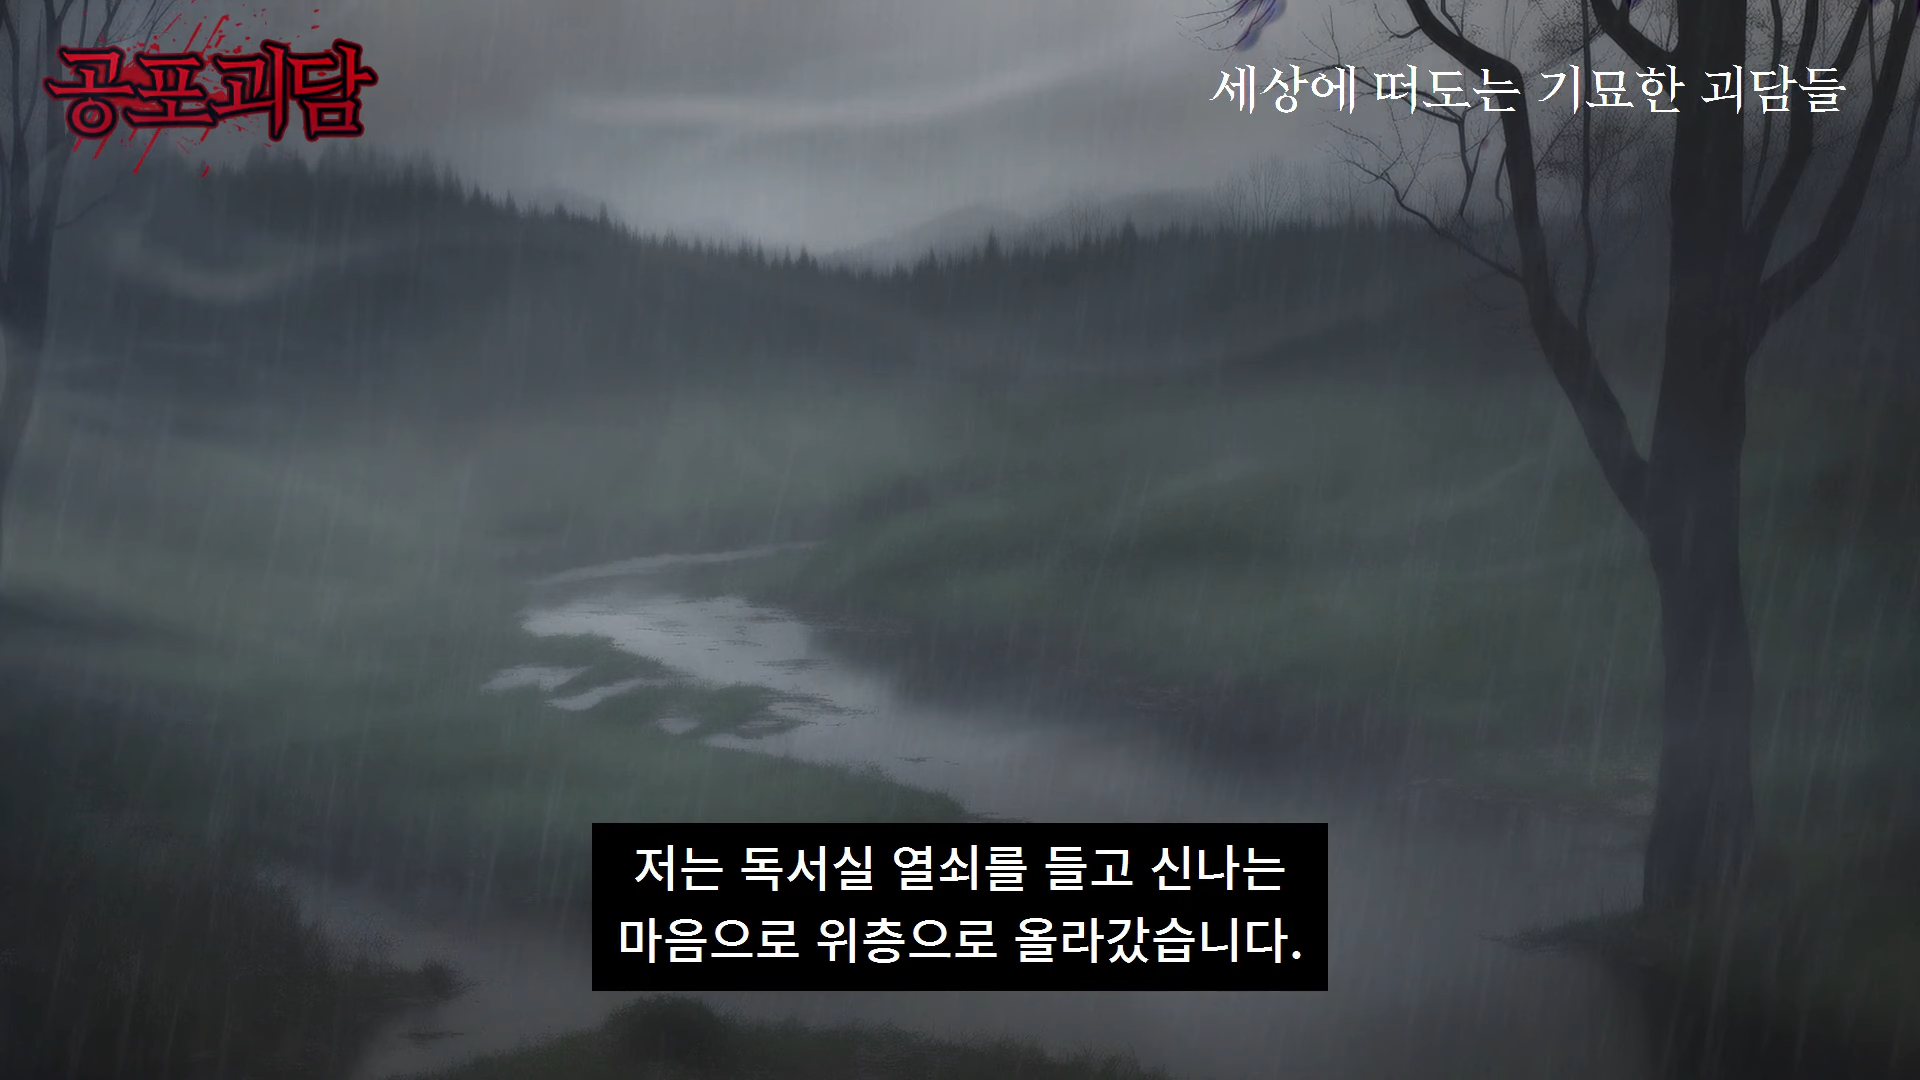 공포괴담
세상에 떠도는 기묘한 괴담들
저는 독서실 열쇠를 들고 신나는
마음으로 위층으로 올라갔습니다.